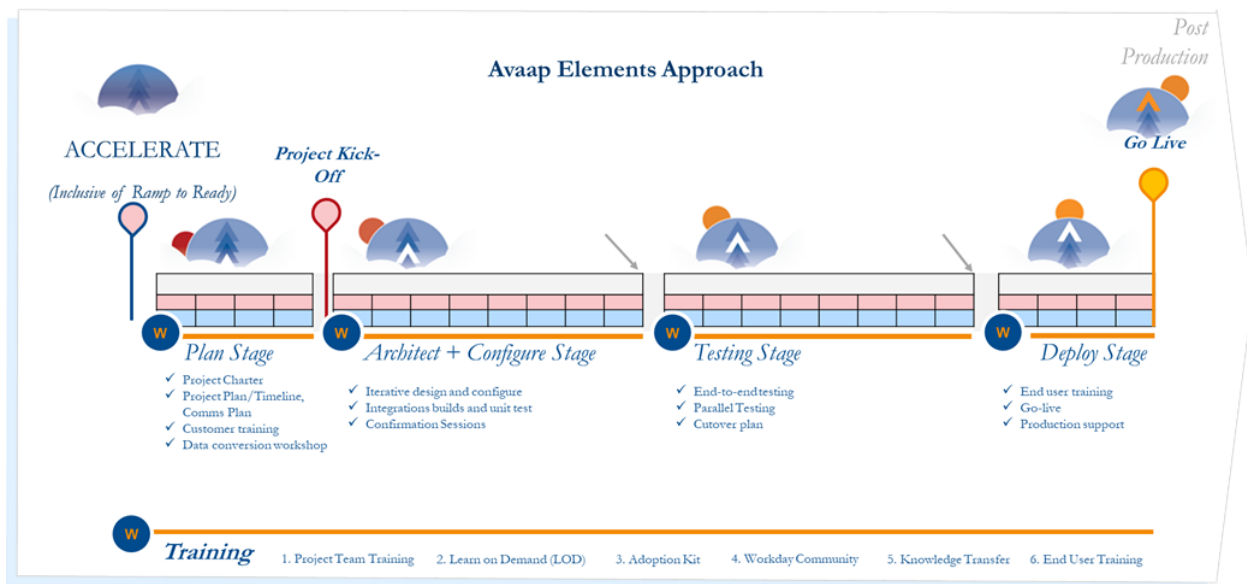 Post
Production
Avaap Elements Approach
ACCELERATE
(Inclusive of Ramp to Ready)
Project Kick-
Off
Go Live
W
W
W
W
Plan Stage
Architect + Configure Stage
Testing Stage
Deploy Stage
✓ Project Charter
✓ Project Plan/Timeline,
Comms Plan
✓ Customer training
✓ Data conversion workshop
✓ Iterative design and configure
✓ Integrations builds and unit test
✓ Confirmation Sessions
✓ End-to-end testing
✓ Parallel Testing
✓ Cutover plan
✓ End user training
✓ Go-live
✓ Production support
W
Training
1. Project Team Training
2. Learn on Demand (LOD)
3. Adoption Kit
4. Workday Community
5. Knowledge Transfer
6. End User Training